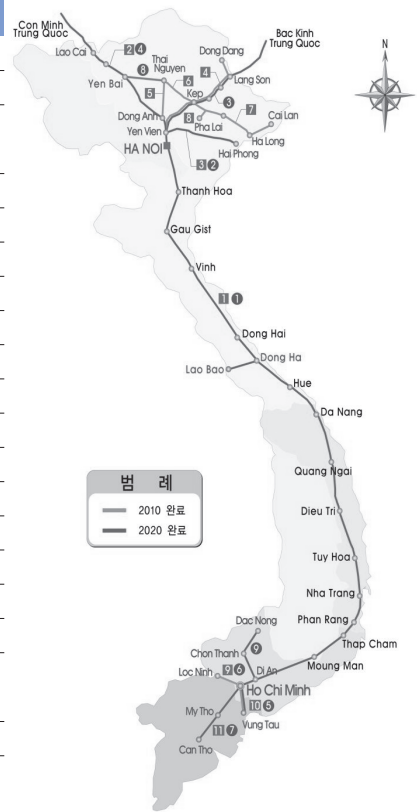 Con Minh
Trung Quoc
Bac Kinh
Trung Quoc
N
Lao Cai
2 4
Dong Dang
8
Thai
Nguyen
6
4
Lang Son
Yen Bai
5
Kep
3
7
Cai Lan
Dong Anh
8
Pha Lai
Yen Vien
Ha Long
HA NOI
Hai Phong
3 2
Thanh Hoa
Gau Gist
Vinh
1 1
Dong Hai
Dong Ha
Lao Bao
Hue
Da Nang
Quang Ngai
범 례
2010 완료
2020 완료
Dieu Tri
Tuy Hoa
Nha Trang
Dac Nong
Phan Rang
9
Thap Cham
Chon Thanh
Moung Man
Loc Ninh
9 6
Di An
Ho Chi Minh
10 5
My Tho
Vung Tau
11 7
Can Tho